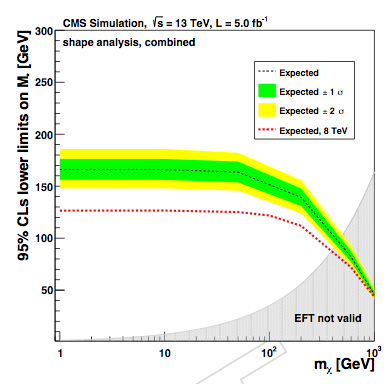 CMS Simulation, √s = 13 TeV, L = 5.0 fb⁻¹
shape analysis, combined
95% CLs lower limits on M* [GeV]
300
250
200
150
100
50
Expected
Expected ± 1 σ
Expected ± 2 σ
Expected, 8 TeV
EFT not valid
1
10
10²
10³
mχ [GeV]